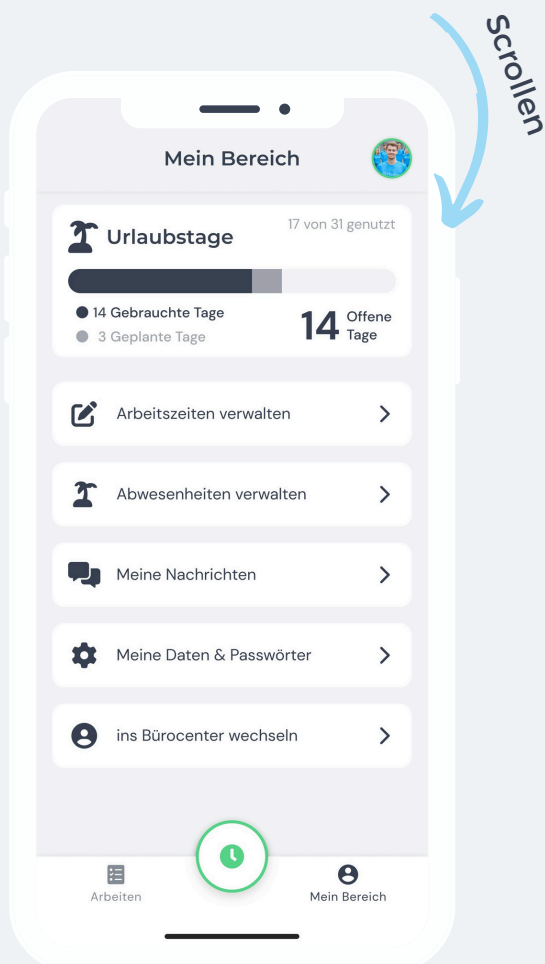 Scrollen
Mein Bereich
Urlaubstage
17 von 31 genutzt
14 Gebrauchte Tage
3 Geplante Tage
14 Offene
Tage
Arbeitszeiten verwalten
Abwesenheiten verwalten
Meine Nachrichten
Meine Daten & Passwörter
ins Bürocenter wechseln
Arbeiten
Mein Bereich